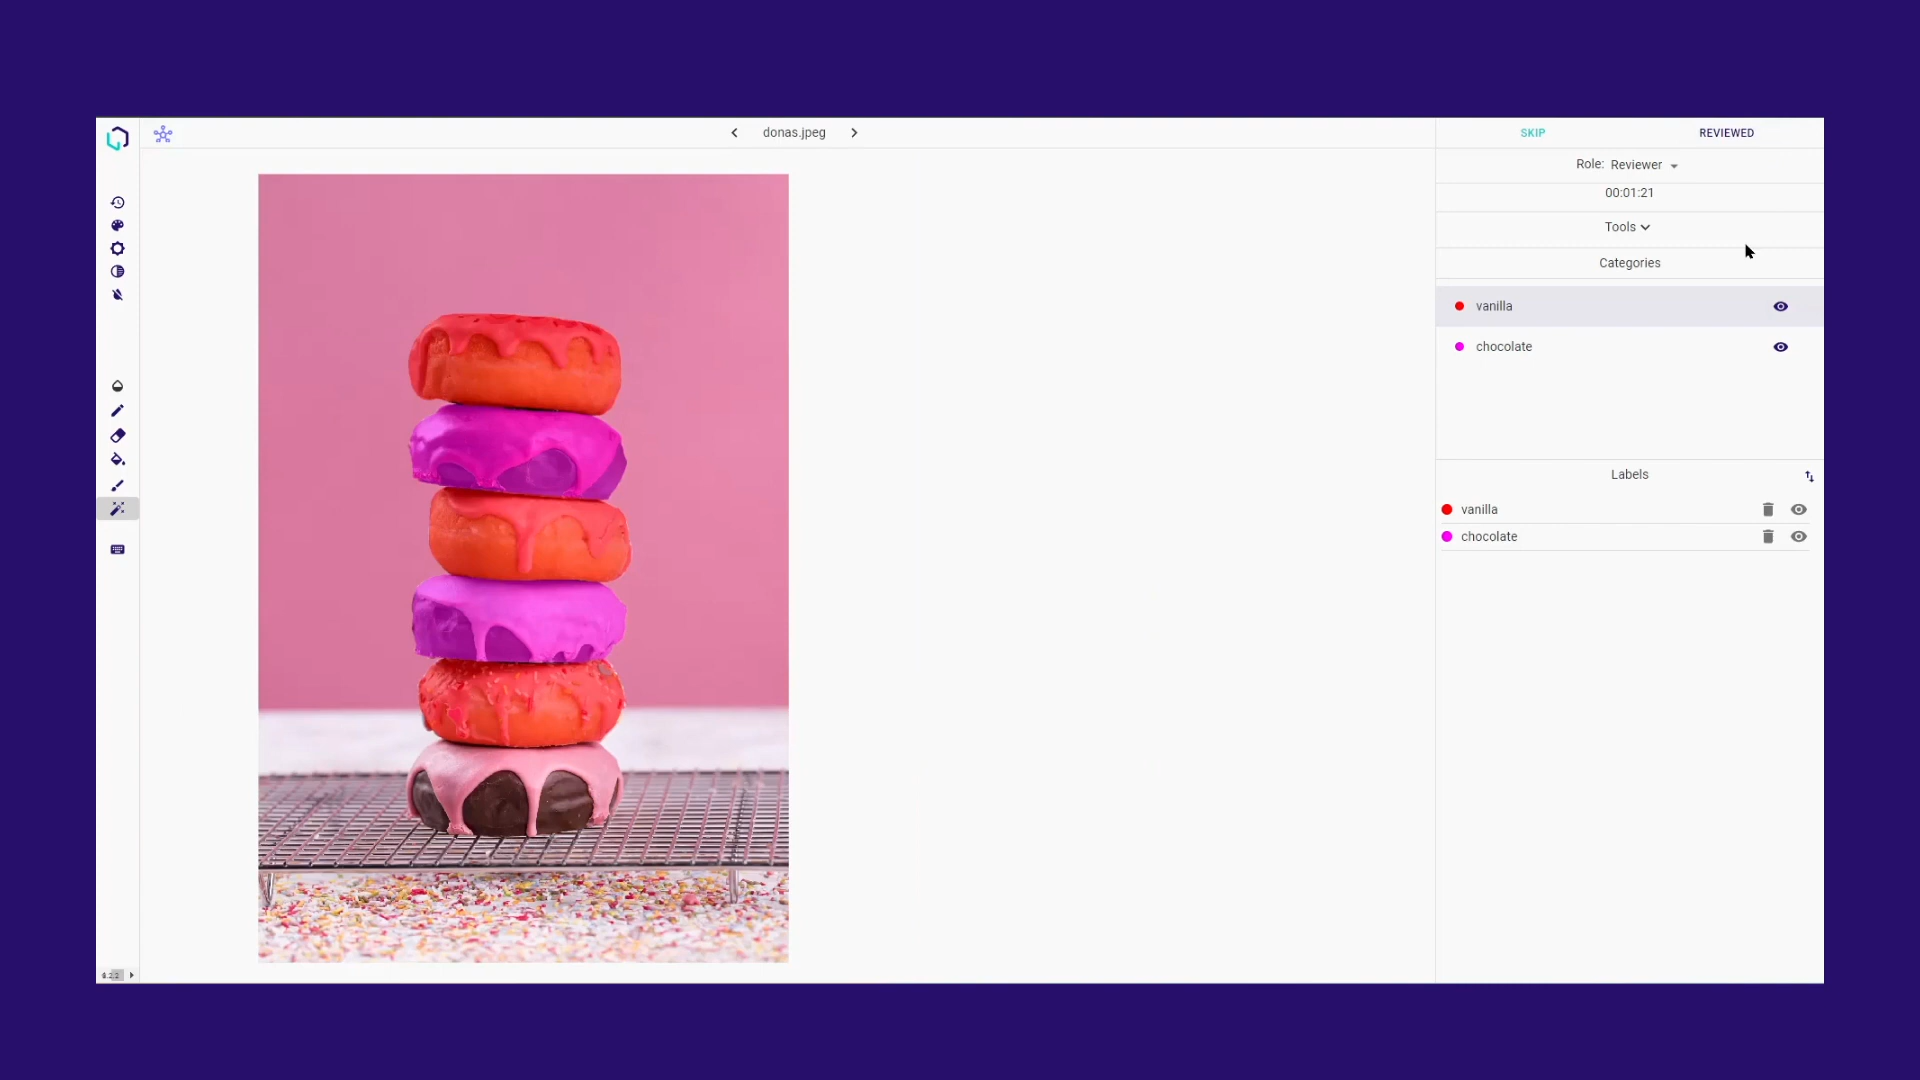 donas.jpeg
SKIP
REVIEWED
Role: Reviewer
00:01:21
Tools
Categories
vanilla
chocolate
Labels
vanilla
chocolate